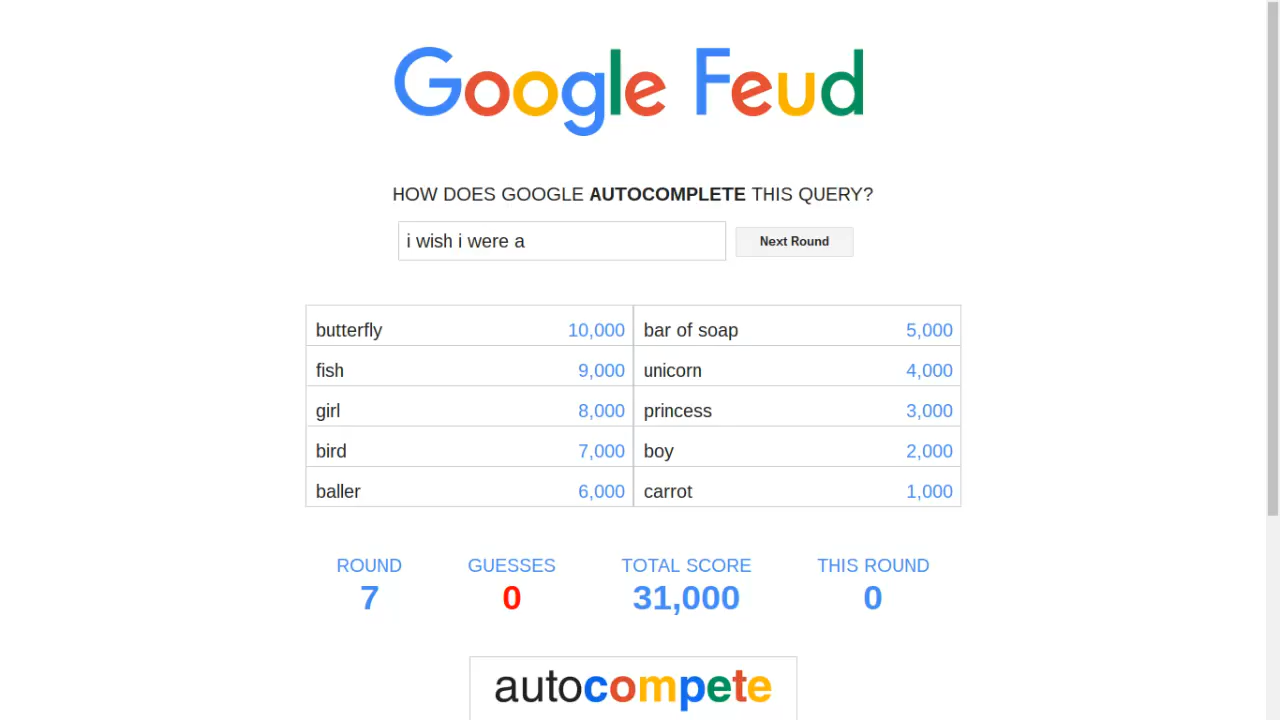 Google Feud
HOW DOES GOOGLE AUTOCOMPLETE THIS QUERY?
i wish i were a
Next Round
butterfly 10,000 bar of soap 5,000
fish 9,000 unicorn 4,000
girl 8,000 princess 3,000
bird 7,000 boy 2,000
baller 6,000 carrot 1,000
ROUND GUESSES TOTAL SCORE THIS ROUND
7 0 31,000 0
autocompete